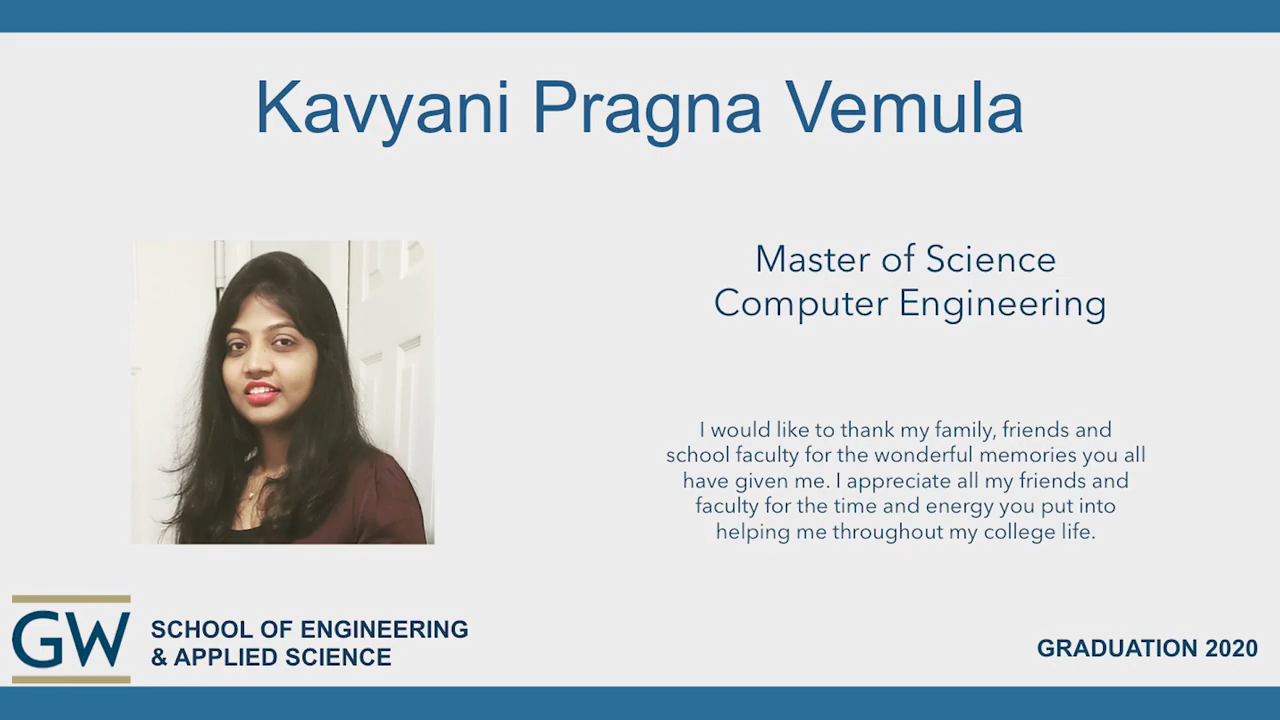 Kavyani Pragna Vemula
Master of Science
Computer Engineering
I would like to thank my family, friends and
school faculty for the wonderful memories you all
have given me. I appreciate all my friends and
faculty for the time and energy you put into
helping me throughout my college life.
GW
SCHOOL OF ENGINEERING
& APPLIED SCIENCE
GRADUATION 2020